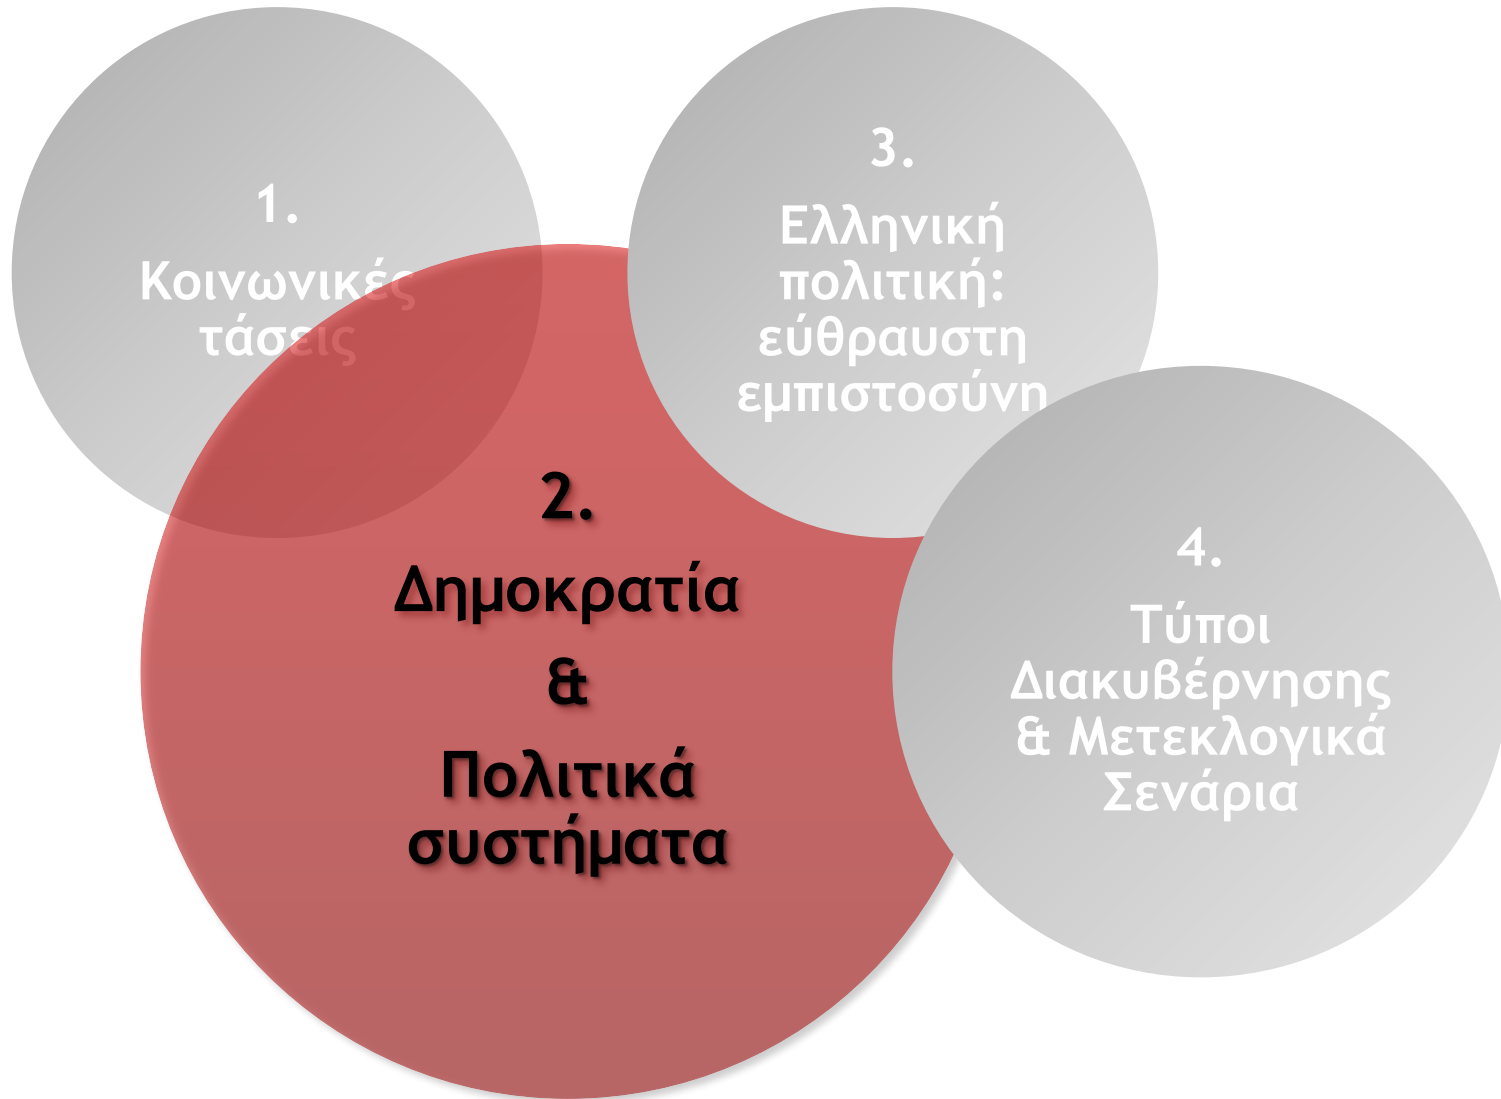 1.
Κοινωνικές
τάσεις
2.
Δημοκρατία
&
Πολιτικά
συστήματα
3.
Ελληνική
πολιτική:
εύθραυστη
εμπιστοσύνη
4.
Τύποι
Διακυβέρνησης
& Μετεκλογικά
Σενάρια